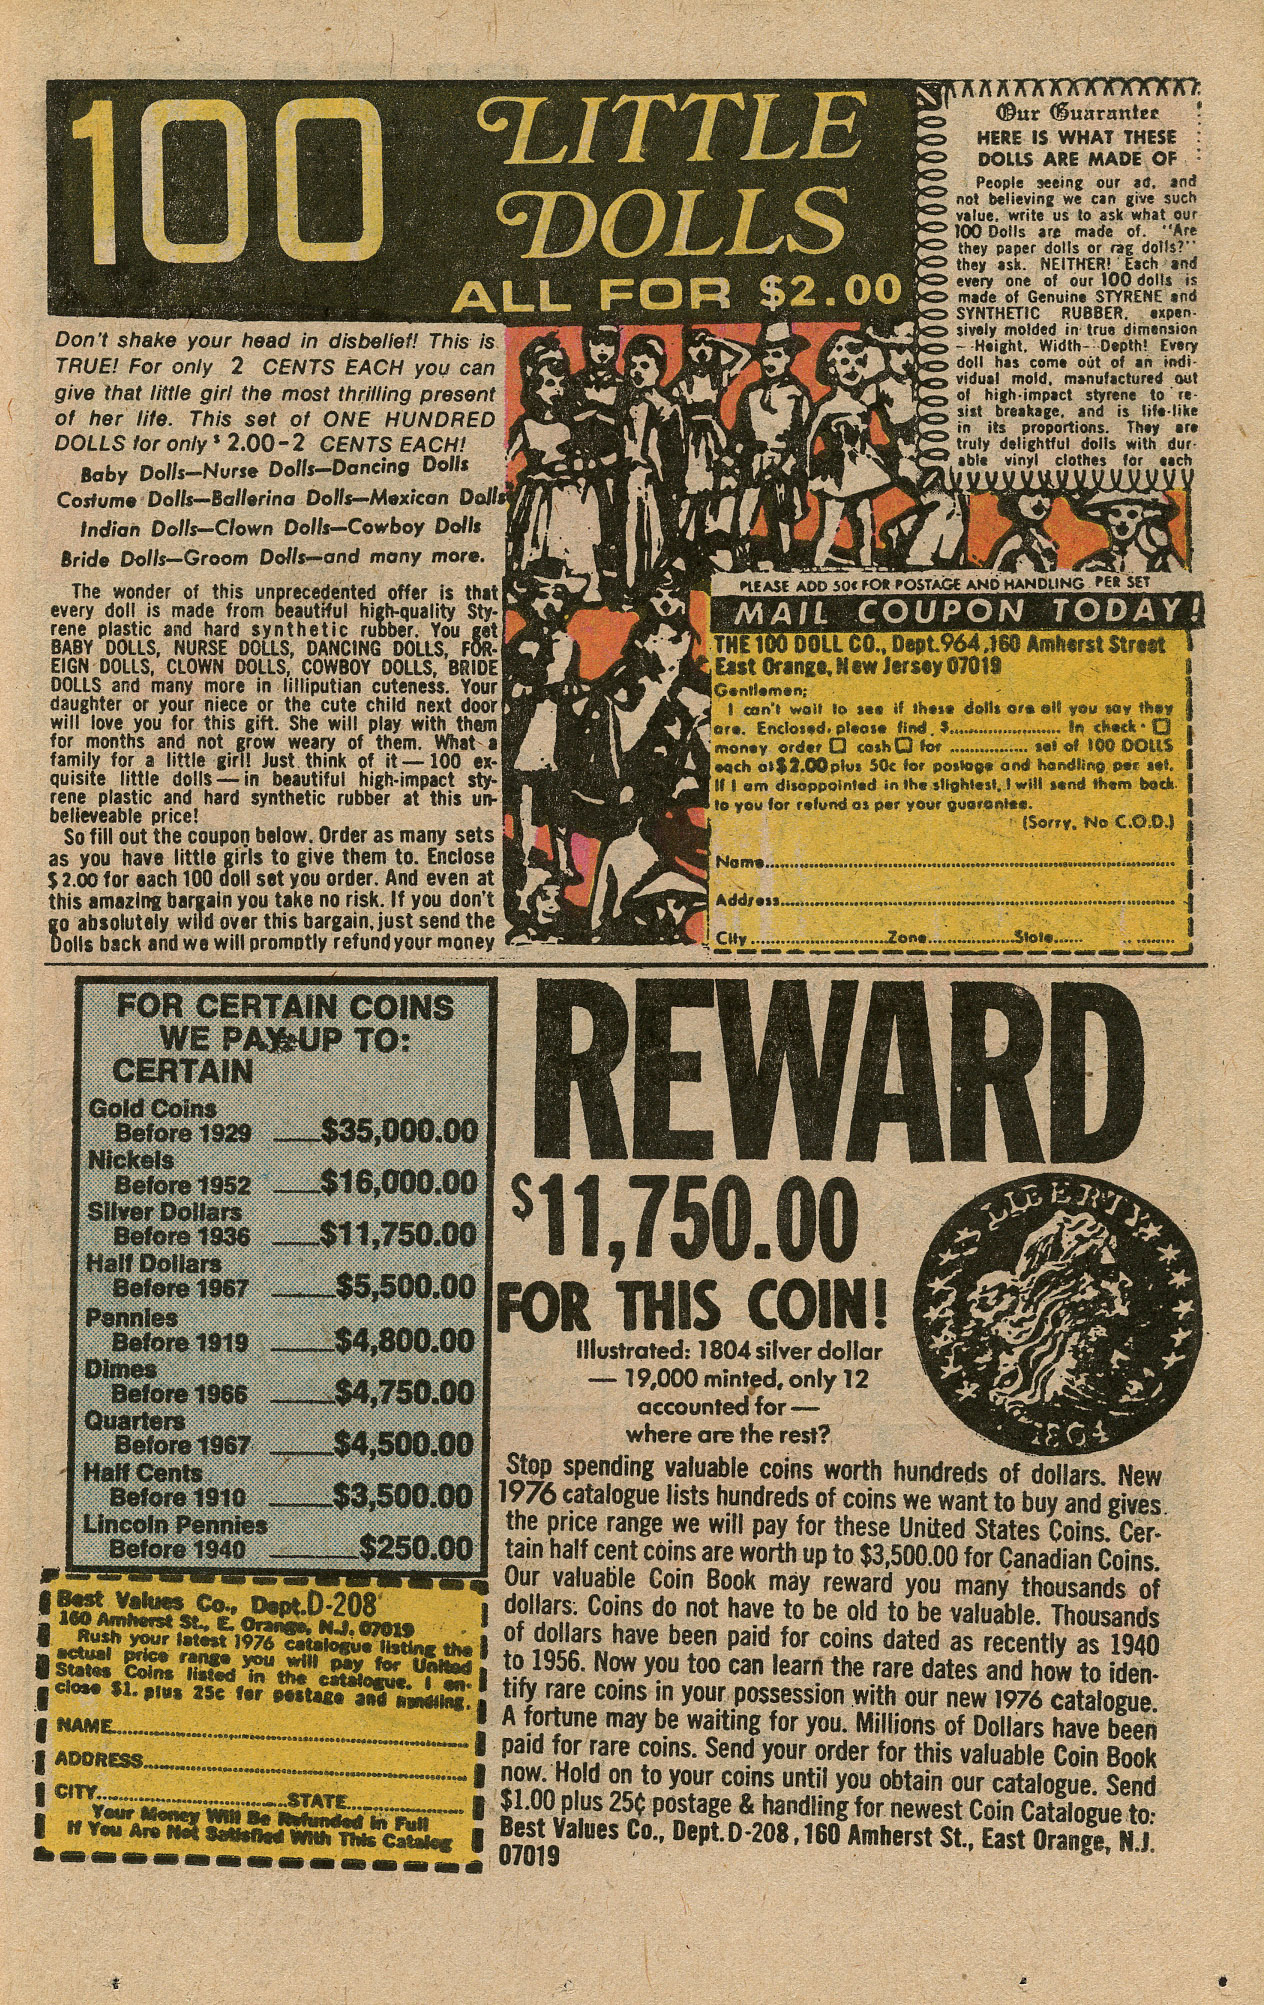 100
LITTLE
DOLLS
ALL FOR $2.00
Don't shake your head in disbelief! This is
TRUE! For only 2 CENTS EACH you can
give that little girl the most thrilling present
of her life. This set of ONE HUNDRED
DOLLS for only $2.00-2 CENTS EACH!
Baby Dolls—Nurse Dolls—Dancing Dolls
Costume Dolls—Ballerina Dolls—Mexican Dolls
Indian Dolls—Clown Dolls—Cowboy Dolls
Bride Dolls—Groom Dolls—and many more.
The wonder of this unprecedented offer is that
every doll is made from beautiful high-quality Sty-
rene plastic and hard synthetic rubber. You get
BABY DOLLS, NURSE DOLLS, DANCING DOLLS, FOR-
EIGN DOLLS, CLOWN DOLLS, COWBOY DOLLS, BRIDE
DOLLS and many more in lilliputian cuteness. Your
daughter or your niece or the cute child next door
will love you for this gift. She will play with them
for months and not grow weary of them. What a
family for a little girl! Just think of it — 100 ex-
quisite little dolls — in beautiful high-impact sty-
rene plastic and hard synthetic rubber at this un-
believeable price!
So fill out the coupon below. Order as many sets
as you have little girls to give them to. Enclose
$2.00 for each 100 doll set you order. And even at
this amazing bargain you take no risk. If you don't
go absolutely wild over this bargain, just send the
Dolls back and we will promptly refund your money
Our Guarantee
HERE IS WHAT THESE
DOLLS ARE MADE OF
People seeing our ad, and
not believing we can give such
value, write us to ask what our
100 Dolls are made of. "Are
they paper dolls or rag dolls?"
they ask. NEITHER! Each and
every one of our 100 dolls is
made of Genuine STYRENE and
SYNTHETIC RUBBER, expen-
sively molded in true dimension
— Height, Width - Depth! Every
doll has come out of an indi-
vidual mold, manufactured out
of high-impact styrene to re-
sist breakage, and is life-like
in its proportions. They are
truly delightful dolls with dur-
able vinyl clothes for each
PLEASE ADD 50¢ FOR POSTAGE AND HANDLING PER SET
MAIL COUPON TODAY!
THE 100 DOLL CO., Dept. 964, 160 Amherst Street
East Orange, New Jersey 07019
Gentlemen;
I can't wait to see if these dolls are all you say they
are. Enclosed, please find $........................ In check ☐
money order ☐ cash ☐ for ................ set of 100 DOLLS
each at $2.00 plus 50c for postage and handling per set.
If I am disappointed in the slightest, I will send them back
to you for refund as per your guarantee.
(Sorry, No C.O.D.)
Name........................................
Address........................................
City........................Zone..............State......
FOR CERTAIN COINS
WE PAY UP TO:
CERTAIN
Gold Coins
Before 1929 ____$35,000.00
Nickels
Before 1952 ____$16,000.00
Silver Dollars
Before 1936 ____$11,750.00
Half Dollars
Before 1967 ____$5,500.00
Pennies
Before 1919 ____$4,800.00
Dimes
Before 1966 ____$4,750.00
Quarters
Before 1967 ____$4,500.00
Half Cents
Before 1910 ____$3,500.00
Lincoln Pennies
Before 1940 ____$250.00
Best Values Co., Dept. D-208
160 Amherst St., E. Orange, N.J. 07019
Rush your latest 1976 catalogue listing the
actual price range you will pay for United
States Coins listed in the catalogue. I en-
close $1. plus 25c for postage and handling.
NAME........................................
ADDRESS........................................
CITY........................STATE................
Your Money Will Be Refunded In Full
If You Are Not Satisfied With This Catalog
REWARD
$11,750.00
FOR THIS COIN!
LIBERTY
1804
Illustrated: 1804 silver dollar
— 19,000 minted, only 12
accounted for —
where are the rest?
Stop spending valuable coins worth hundreds of dollars. New
1976 catalogue lists hundreds of coins we want to buy and gives
the price range we will pay for these United States Coins. Cer-
tain half cent coins are worth up to $3,500.00 for Canadian Coins.
Our valuable Coin Book may reward you many thousands of
dollars. Coins do not have to be old to be valuable. Thousands
of dollars have been paid for coins dated as recently as 1940
to 1956. Now you too can learn the rare dates and how to iden-
tify rare coins in your possession with our new 1976 catalogue.
A fortune may be waiting for you. Millions of Dollars have been
paid for rare coins. Send your order for this valuable Coin Book
now. Hold on to your coins until you obtain our catalogue. Send
$1.00 plus 25¢ postage & handling for newest Coin Catalogue to:
Best Values Co., Dept. D-208, 160 Amherst St., East Orange, N.J.
07019